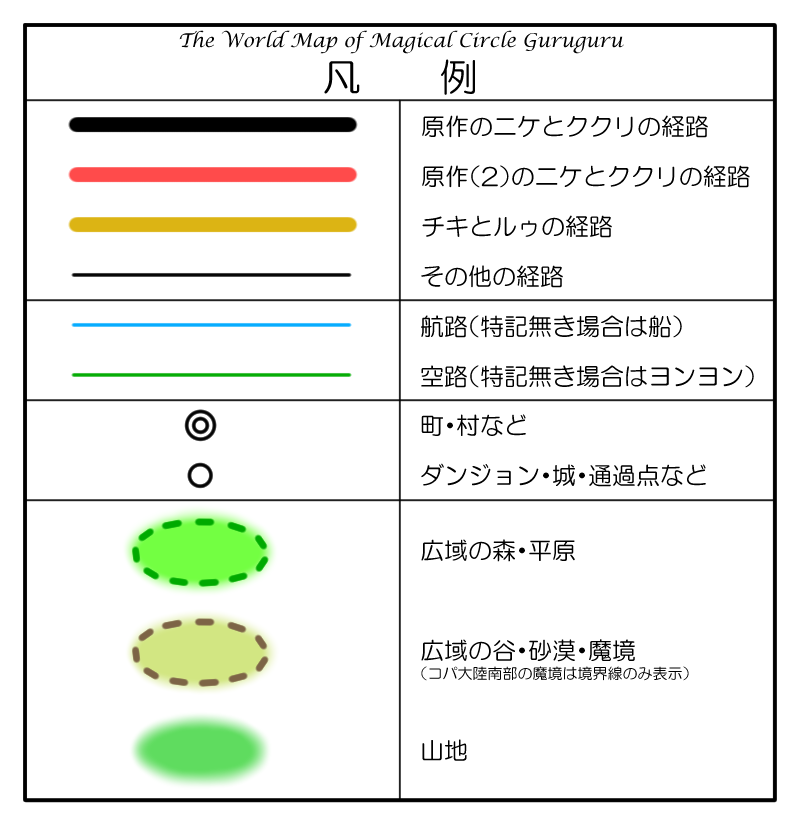 The World Map of Magical Circle Guruguru
凡 例
原作のニケとククリの経路
原作(2)のニケとククリの経路
チキとルゥの経路
その他の経路
航路(特記無き場合は船)
空路(特記無き場合はヨンヨン)
町・村など
ダンジョン・城・通過点など
広域の森・平原
広域の谷・砂漠・魔境
(コパ大陸南部の魔境は境界線のみ表示)
山地